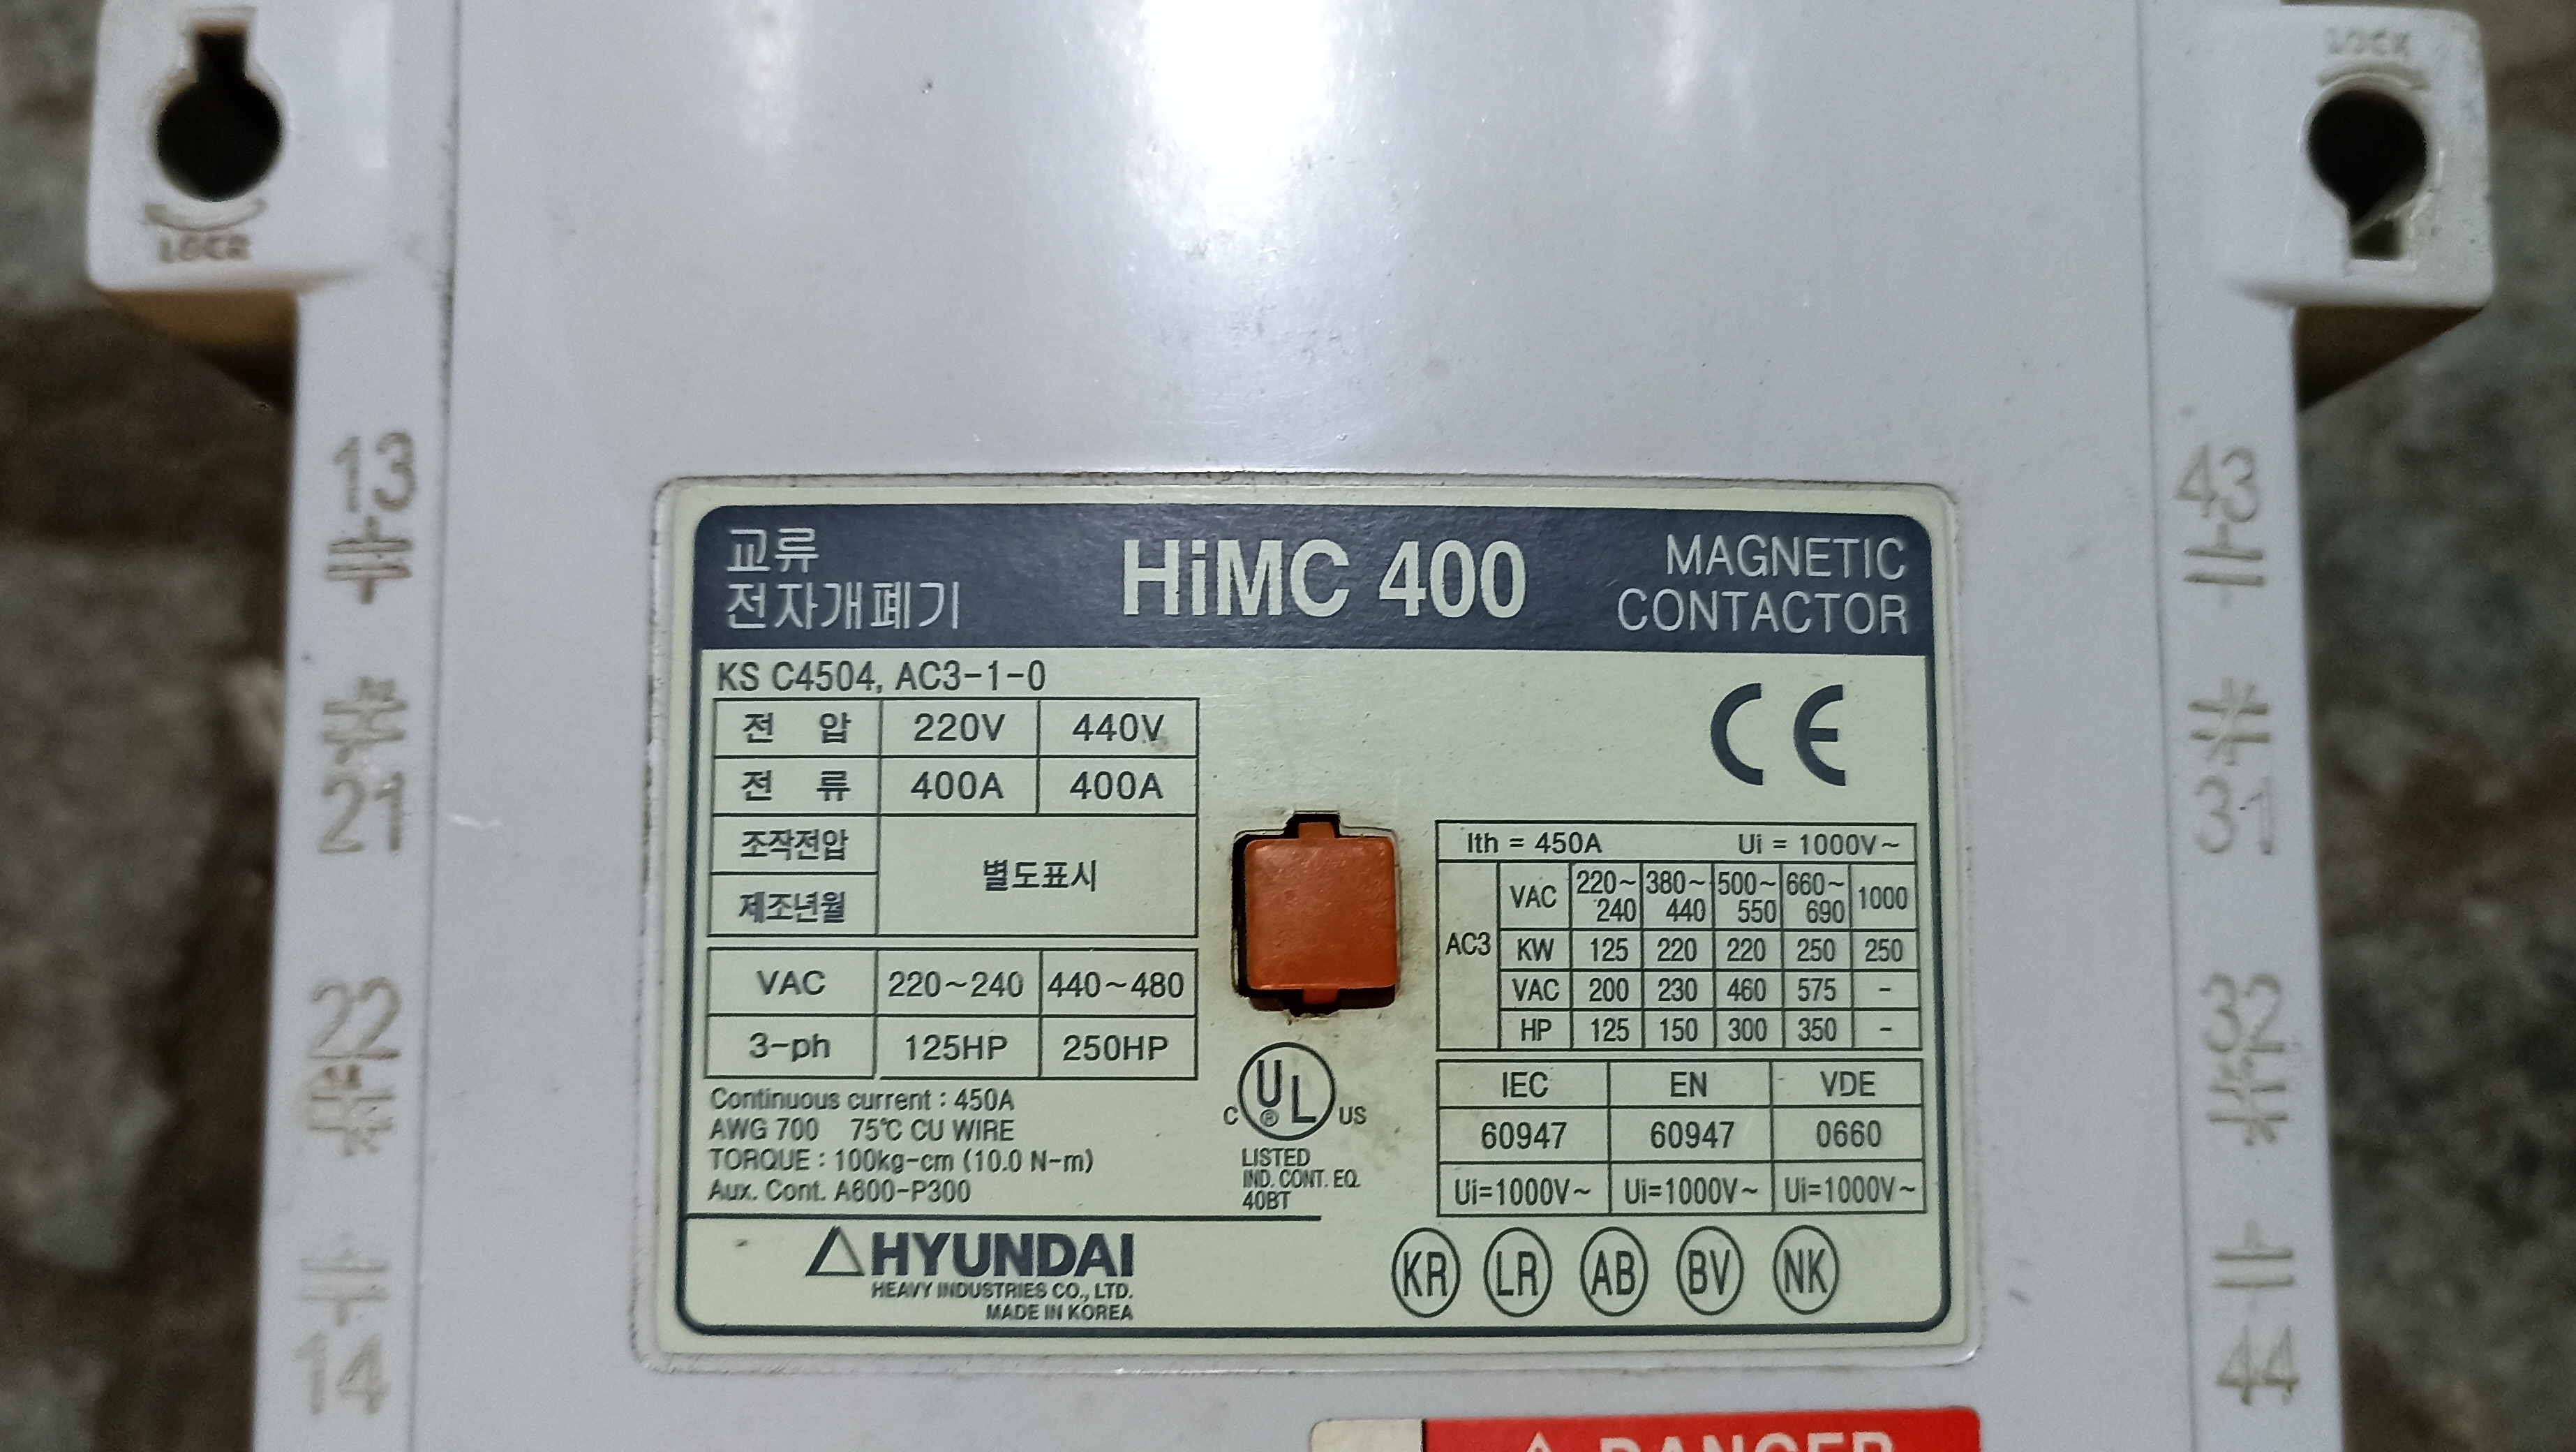 LOCK
LOCK
13
43
21
31
22
32
14
44
교류
전자개폐기
HiMC 400
MAGNETIC
CONTACTOR
KS C4504, AC3-1-0
전 압 220V 440V
전 류 400A 400A
조작전압
별도표시
제조년월
VAC 220~240 440~480
3-ph 125HP 250HP
Continuous current : 450A
AWG 700 75℃ CU WIRE
TORQUE : 100kg-cm (10.0 N-m)
Aux. Cont. A600-P300
C UL ® US
LISTED
IND. CONT. EQ.
40BT
CE
Ith = 450A Ui = 1000V~
AC3
VAC 220~240 380~440 500~550 660~690 1000
KW 125 220 220 250 250
VAC 200 230 460 575 -
HP 125 150 300 350 -
IEC EN VDE
60947 60947 0660
Ui=1000V~ Ui=1000V~ Ui=1000V~
HYUNDAI
HEAVY INDUSTRIES CO., LTD.
MADE IN KOREA
KR LR AB BV NK
DANGER